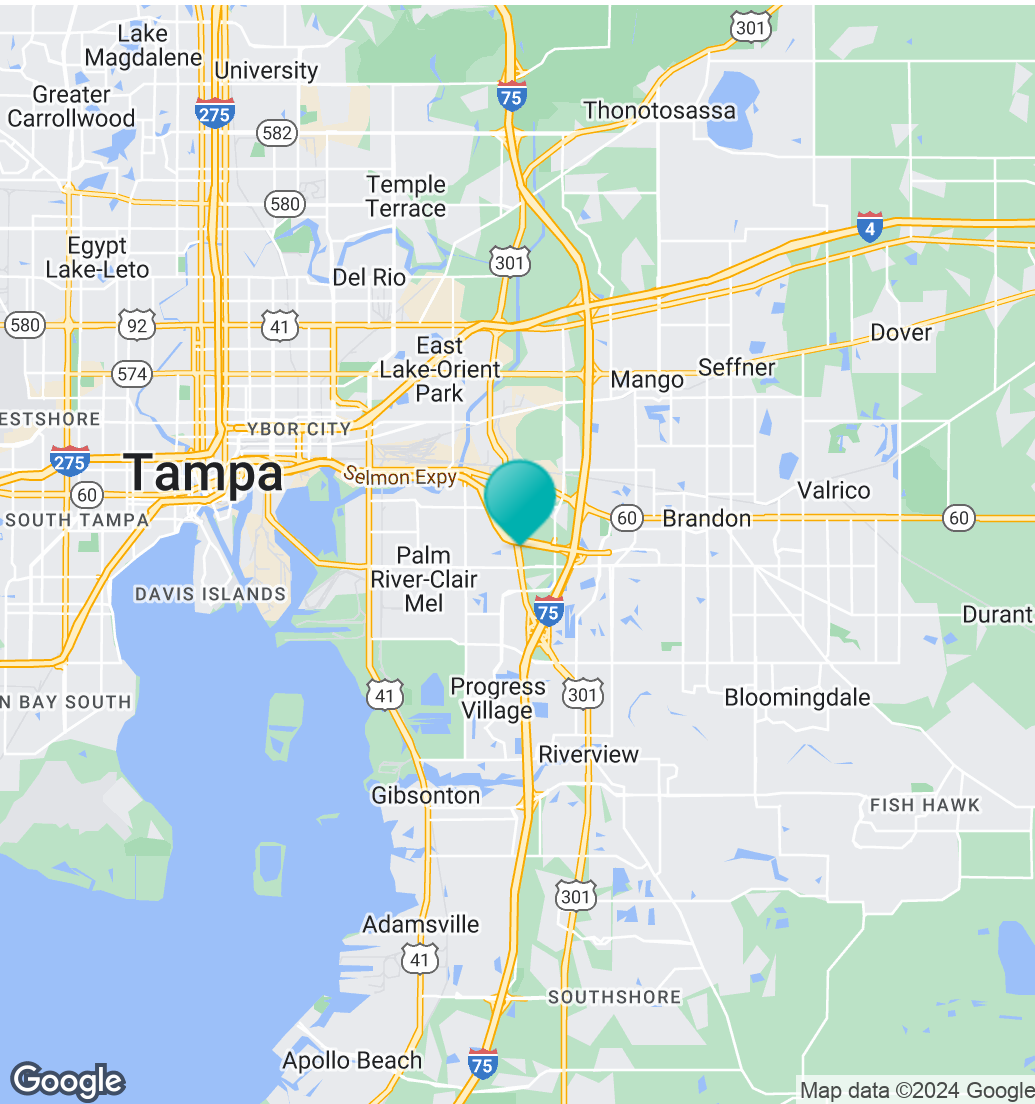 301
Lake
Magdalene
University
75
Greater
Carrollwood
275
Thonotosassa
582
Temple
Terrace
580
4
Egypt
Lake-Leto
301
Del Rio
580
92
41
Dover
East
Lake-Orient
Park
574
Seffner
Mango
ESTSHORE
YBOR CITY
275
Tampa
Selmon Expy
60
Valrico
SOUTH TAMPA
60
Brandon
60
Palm
River-Clair
Mel
DAVIS ISLANDS
75
Durant
Progress
Village
41
301
N BAY SOUTH
Bloomingdale
Riverview
Gibsonton
FISH HAWK
301
Adamsville
41
SOUTHSHORE
Apollo Beach
75
Google
Map data ©2024 Google